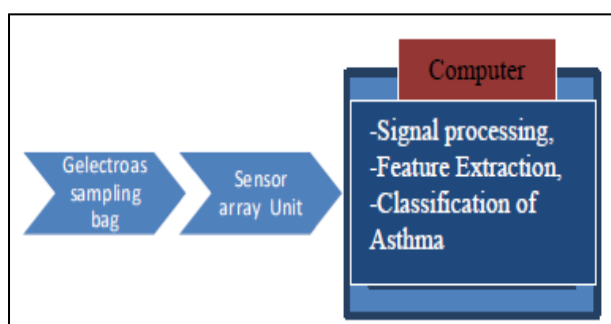 Gelectroas
sampling
bag
Sensor
array Unit
Computer
-Signal processing,
-Feature Extraction,
-Classification of
Asthma